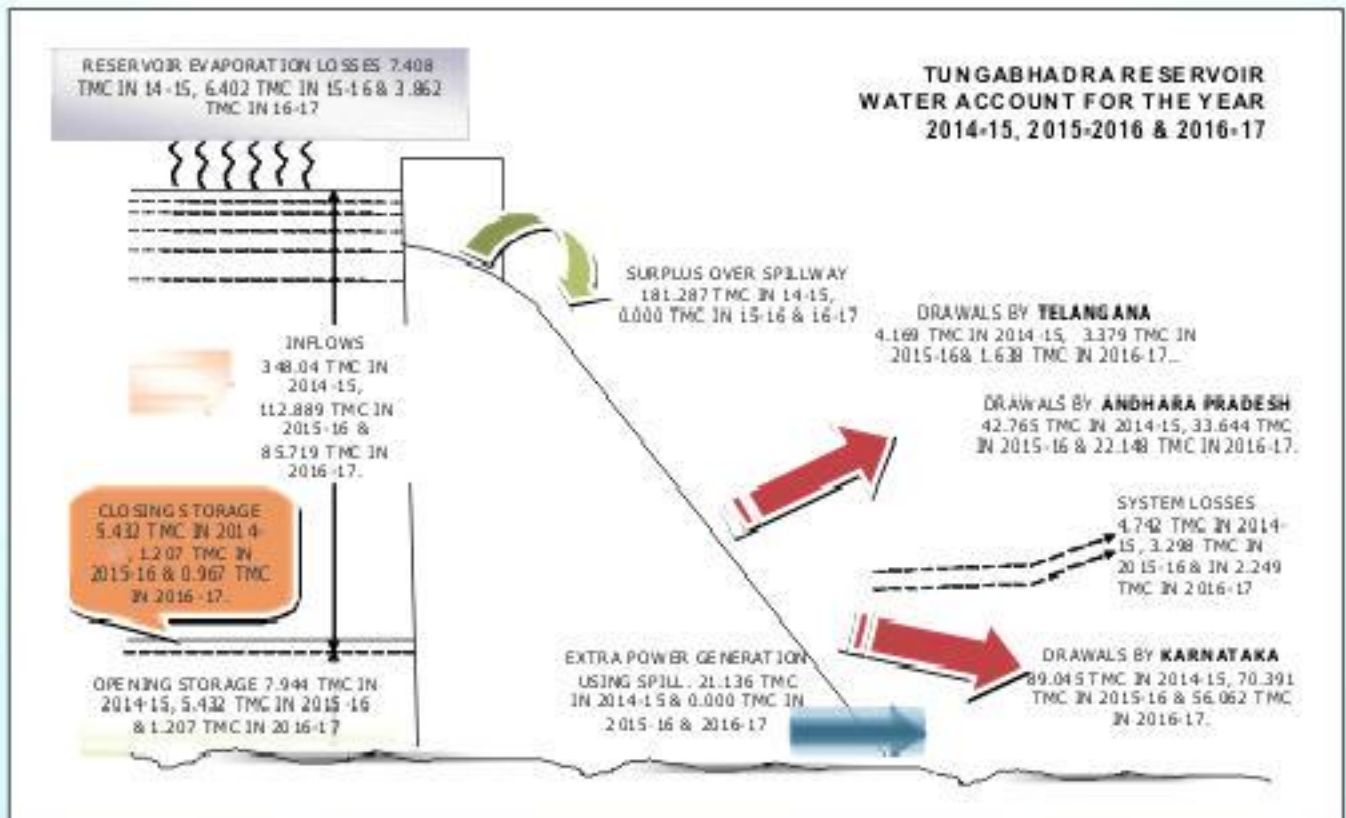 RESERVOIR EVAPORATION LOSSES 7.408
TMC IN 14-15, 6.402 TMC IN 15-16 & 3.862
TMC IN 16-17
TUNGABHADRA RESERVOIR
WATER ACCOUNT FOR THE YEAR
2014-15, 2015-2016 & 2016-17
SURPLUS OVER SPILLWAY
181.287 TMC IN 14-15,
0.000 TMC IN 15-16 & 16-17
DRAWALS BY TELANGANA
4.169 TMC IN 2014-15, 3.379 TMC IN
2015-16& 1.638 TMC IN 2016-17..
INFLOWS
348.04 TMC IN
2014-15,
112.889 TMC IN
2015-16 &
85.719 TMC IN
2016-17.
DRAWALS BY ANDHARA PRADESH
42.765 TMC IN 2014-15, 33.644 TMC
IN 2015-16 & 22.148 TMC IN 2016-17.
CLOSING STORAGE
5.432 TMC IN 2014-
, 1.207 TMC IN
2015-16 & 0.967 TMC
IN 2016-17.
SYSTEM LOSSES
4.742 TMC IN 2014-
15, 3.298 TMC IN
2015-16 & IN 2.249
TMC IN 2016-17
OPENING STORAGE 7.944 TMC IN
2014-15, 5.432 TMC IN 2015-16
& 1.207 TMC IN 2016-17
EXTRA POWER GENERATION
USING SPILL. 21.136 TMC
IN 2014-15 & 0.000 TMC IN
2015-16 & 2016-17
DRAWALS BY KARNATAKA
89.045 TMC IN 2014-15, 70.391
TMC IN 2015-16 & 56.062 TMC
IN 2016-17.